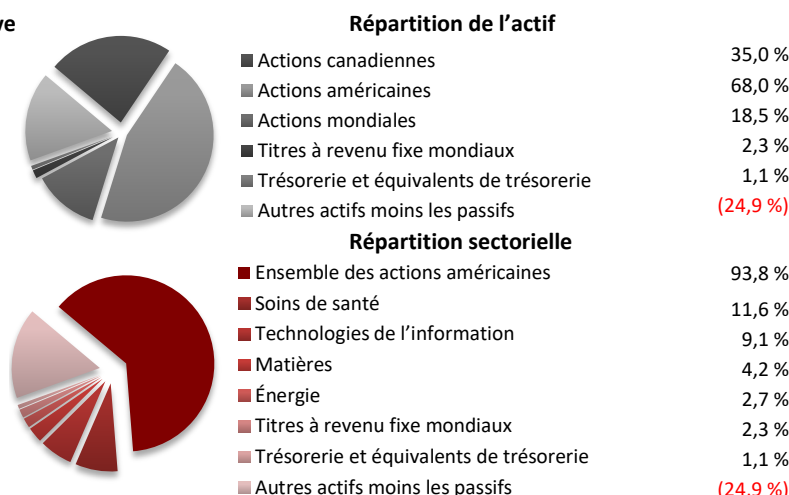 ve
Répartition de l’actif
Actions canadiennes 35,0 %
Actions américaines 68,0 %
Actions mondiales 18,5 %
Titres à revenu fixe mondiaux 2,3 %
Trésorerie et équivalents de trésorerie 1,1 %
Autres actifs moins les passifs (24,9 %)
Répartition sectorielle
Ensemble des actions américaines 93,8 %
Soins de santé 11,6 %
Technologies de l’information 9,1 %
Matières 4,2 %
Énergie 2,7 %
Titres à revenu fixe mondiaux 2,3 %
Trésorerie et équivalents de trésorerie 1,1 %
Autres actifs moins les passifs (24,9 %)